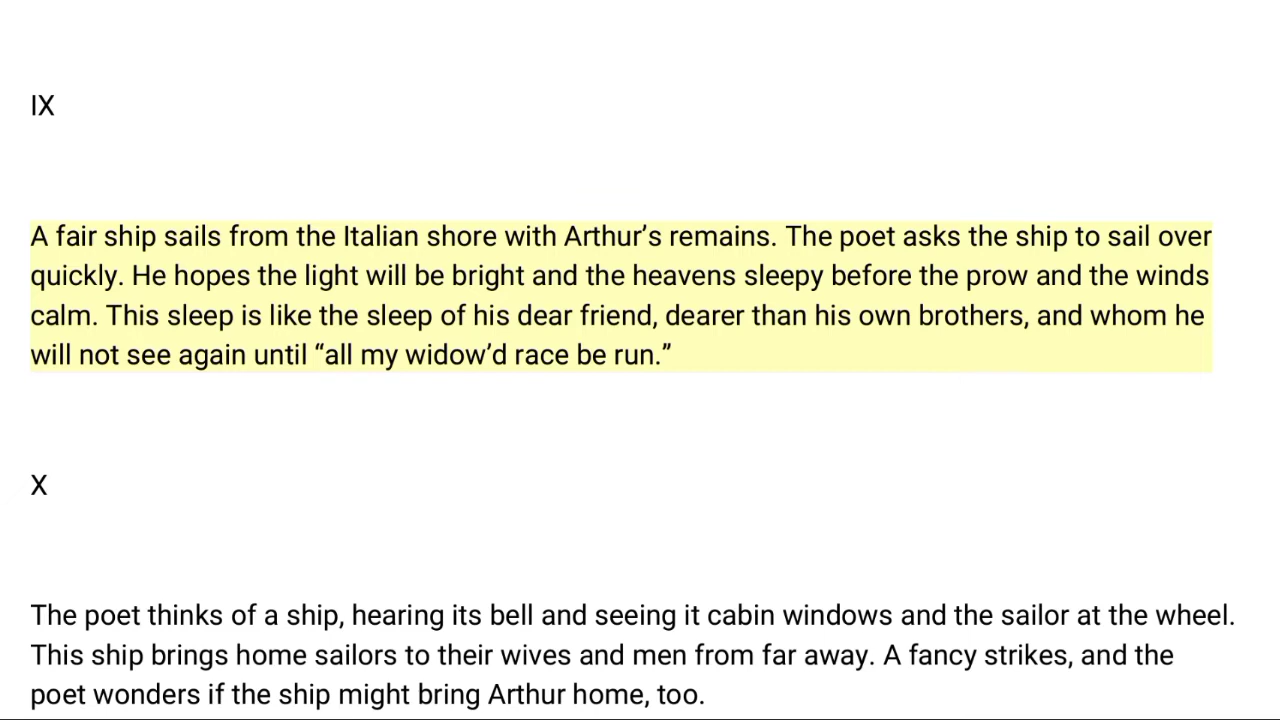 IX
A fair ship sails from the Italian shore with Arthur’s remains. The poet asks the ship to sail over
quickly. He hopes the light will be bright and the heavens sleepy before the prow and the winds
calm. This sleep is like the sleep of his dear friend, dearer than his own brothers, and whom he
will not see again until “all my widow’d race be run.”
X
The poet thinks of a ship, hearing its bell and seeing it cabin windows and the sailor at the wheel.
This ship brings home sailors to their wives and men from far away. A fancy strikes, and the
poet wonders if the ship might bring Arthur home, too.